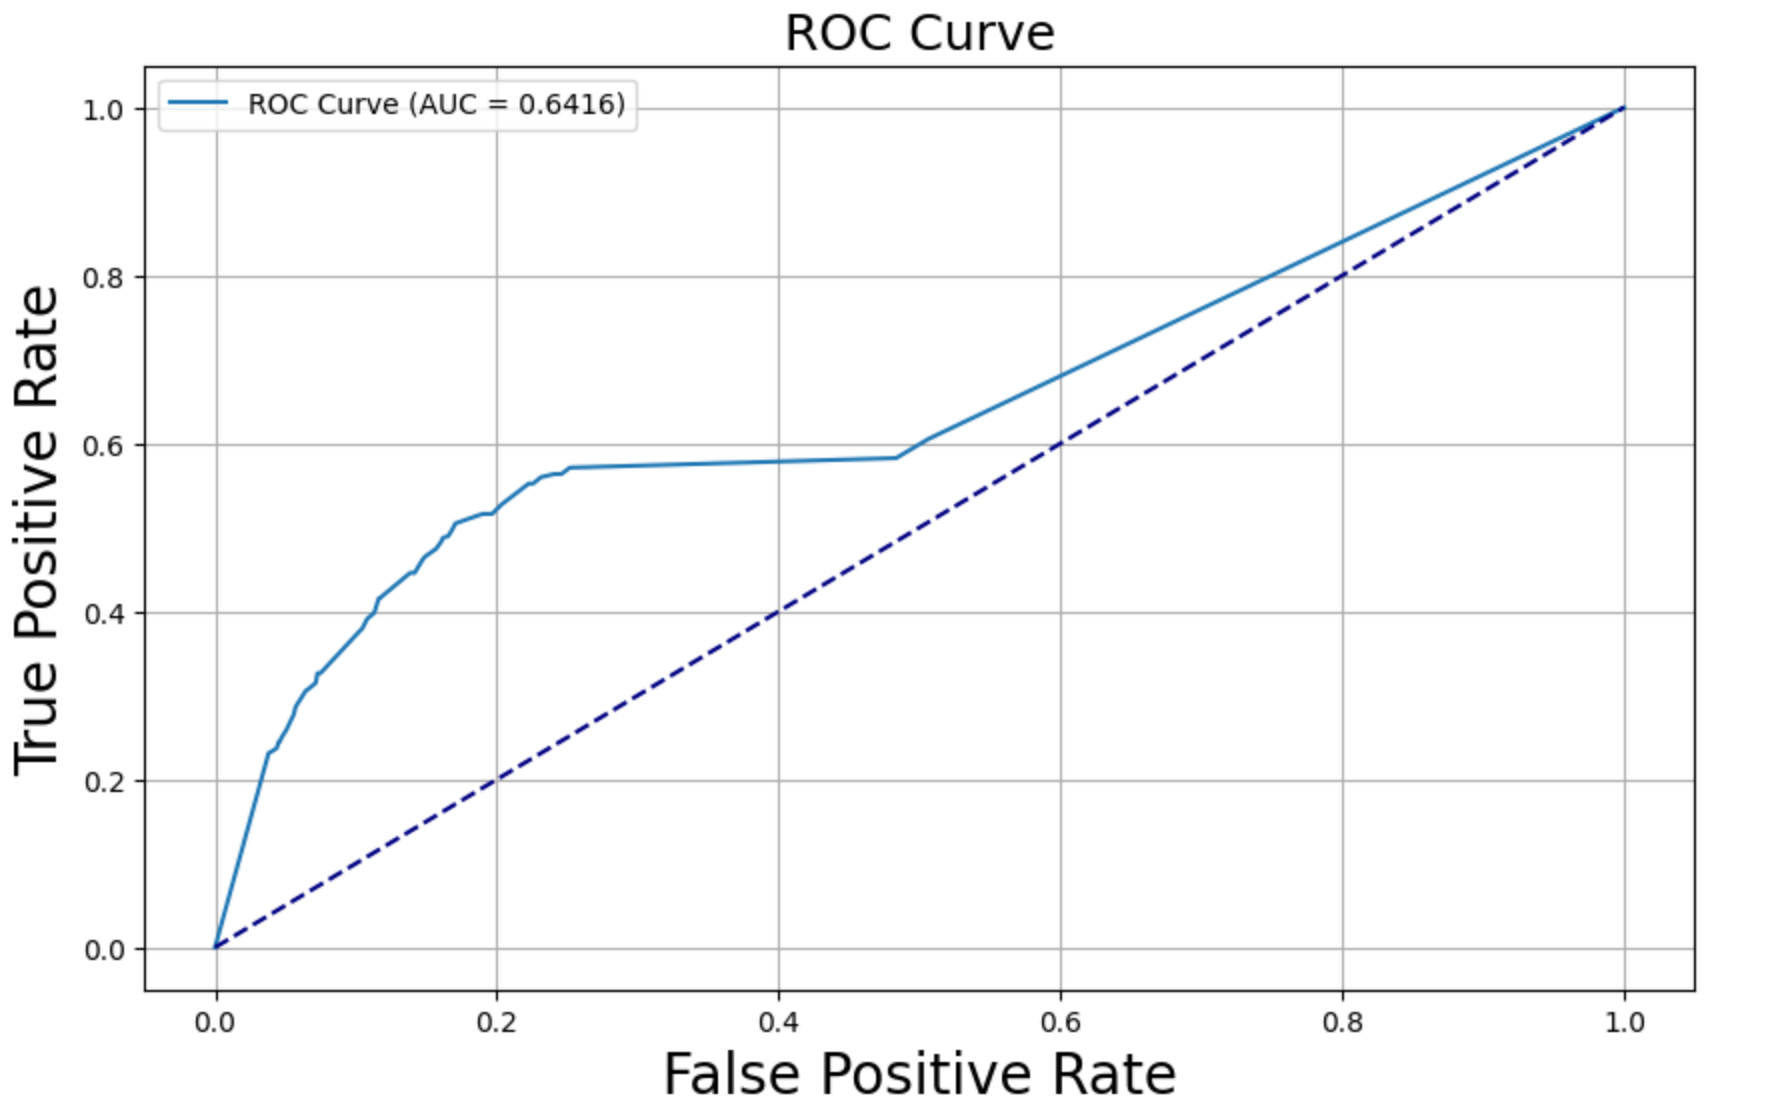 ROC Curve
ROC Curve (AUC = 0.6416)
True Positive Rate
1.0
0.8
0.6
0.4
0.2
0.0
0.0 0.2 0.4 0.6 0.8 1.0
False Positive Rate